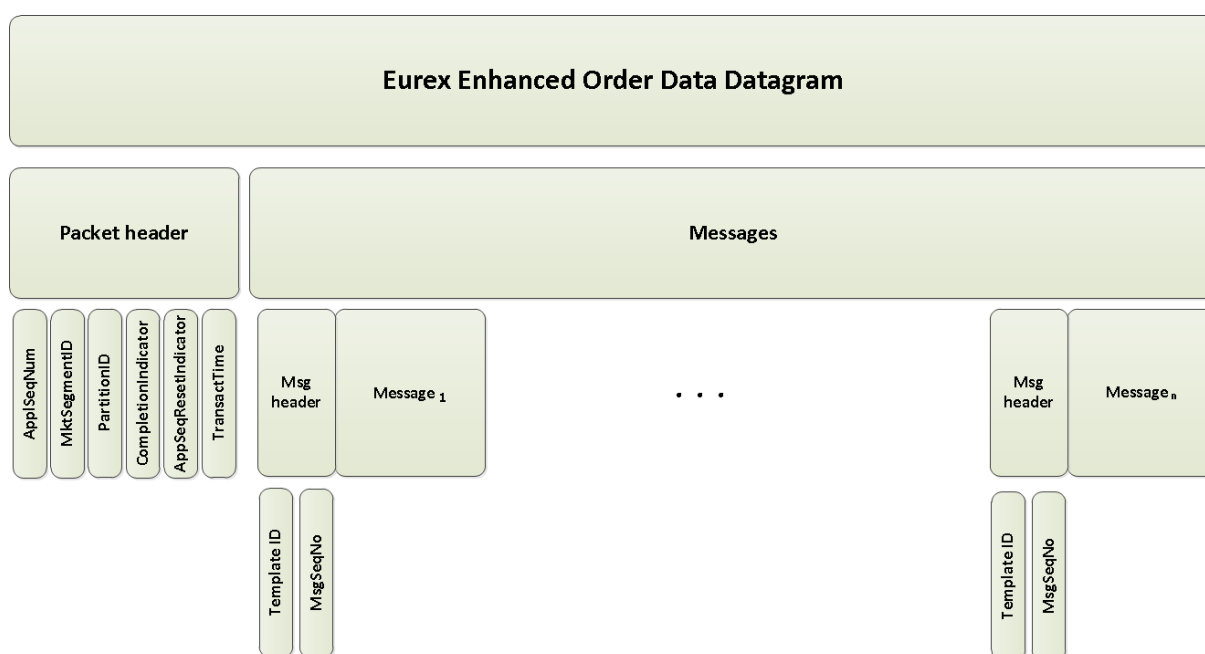 Eurex Enhanced Order Data Datagram
Packet header
Messages
ApplSeqNum
MktSegmentID
PartitionID
CompletionIndicator
AppSeqResetIndicator
TransactTime
Msg
header
Message 1
. . .
Msg
header
Message n
Template ID
MsgSeqNo
Template ID
MsgSeqNo